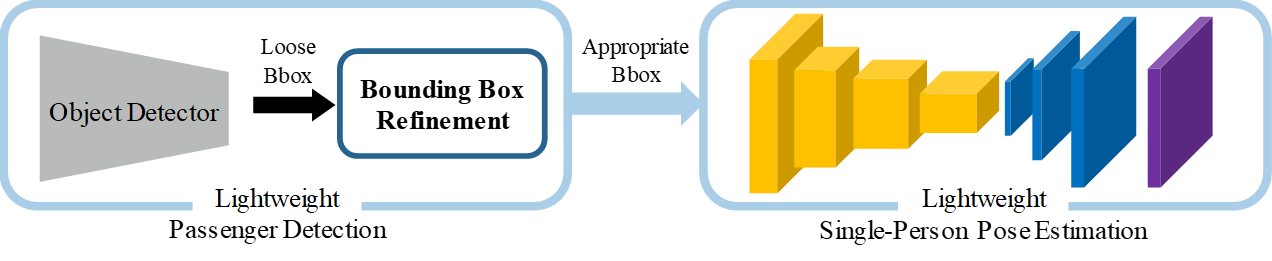 Object Detector
Loose
Bbox
Bounding Box
Refinement
Lightweight
Passenger Detection
Appropriate
Bbox
Lightweight
Single-Person Pose Estimation